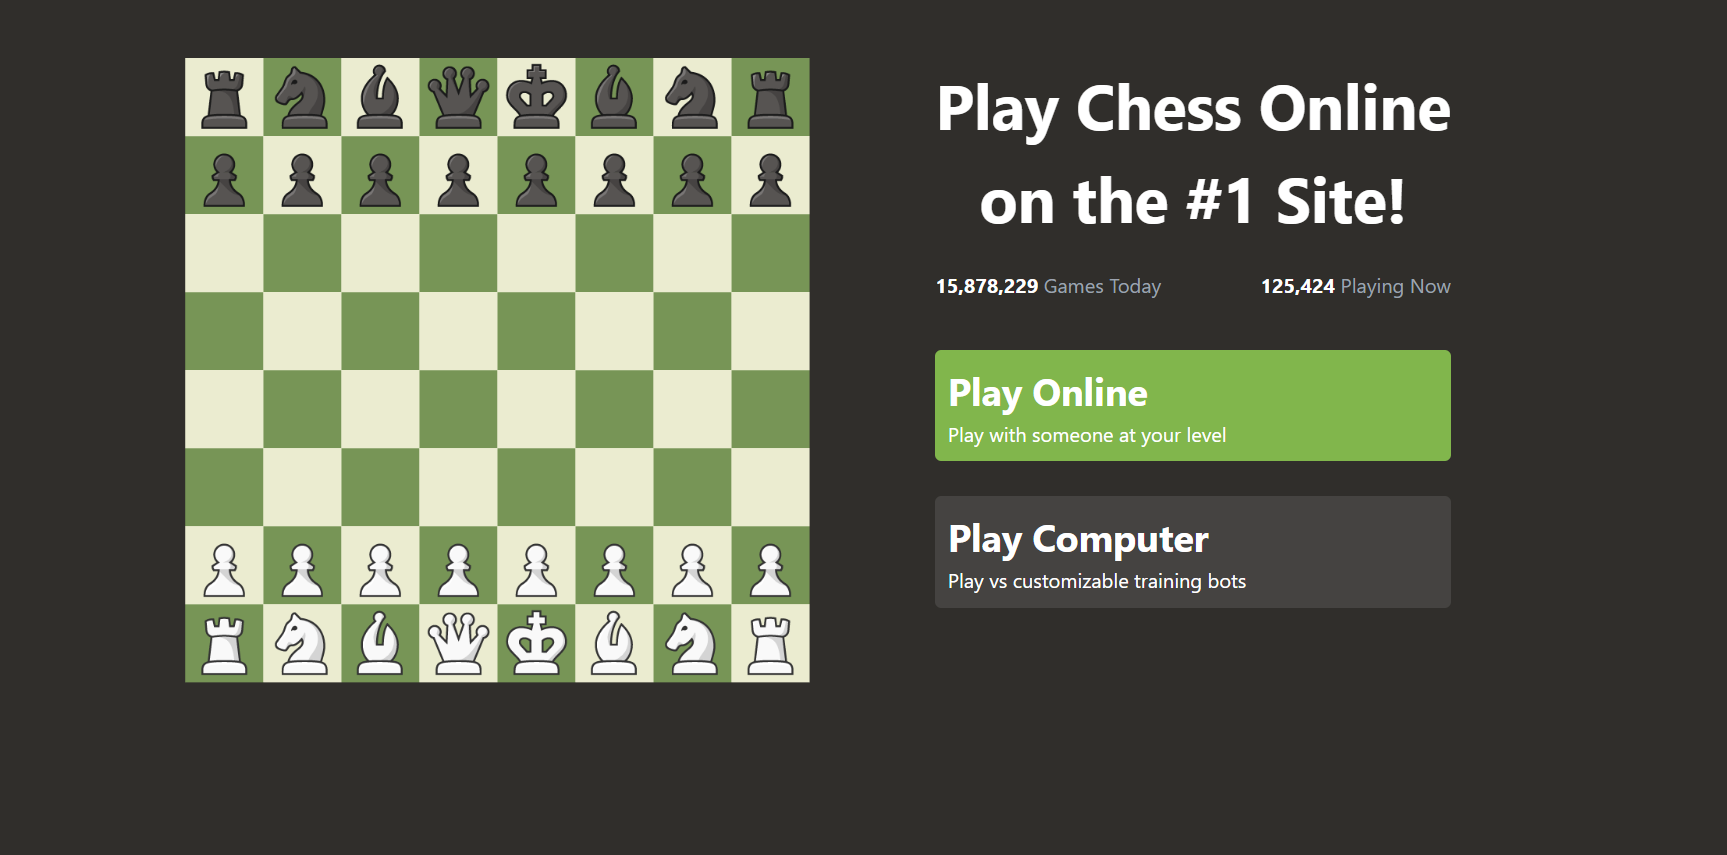 Play Chess Online
on the #1 Site!
15,878,229 Games Today
125,424 Playing Now
Play Online
Play with someone at your level
Play Computer
Play vs customizable training bots